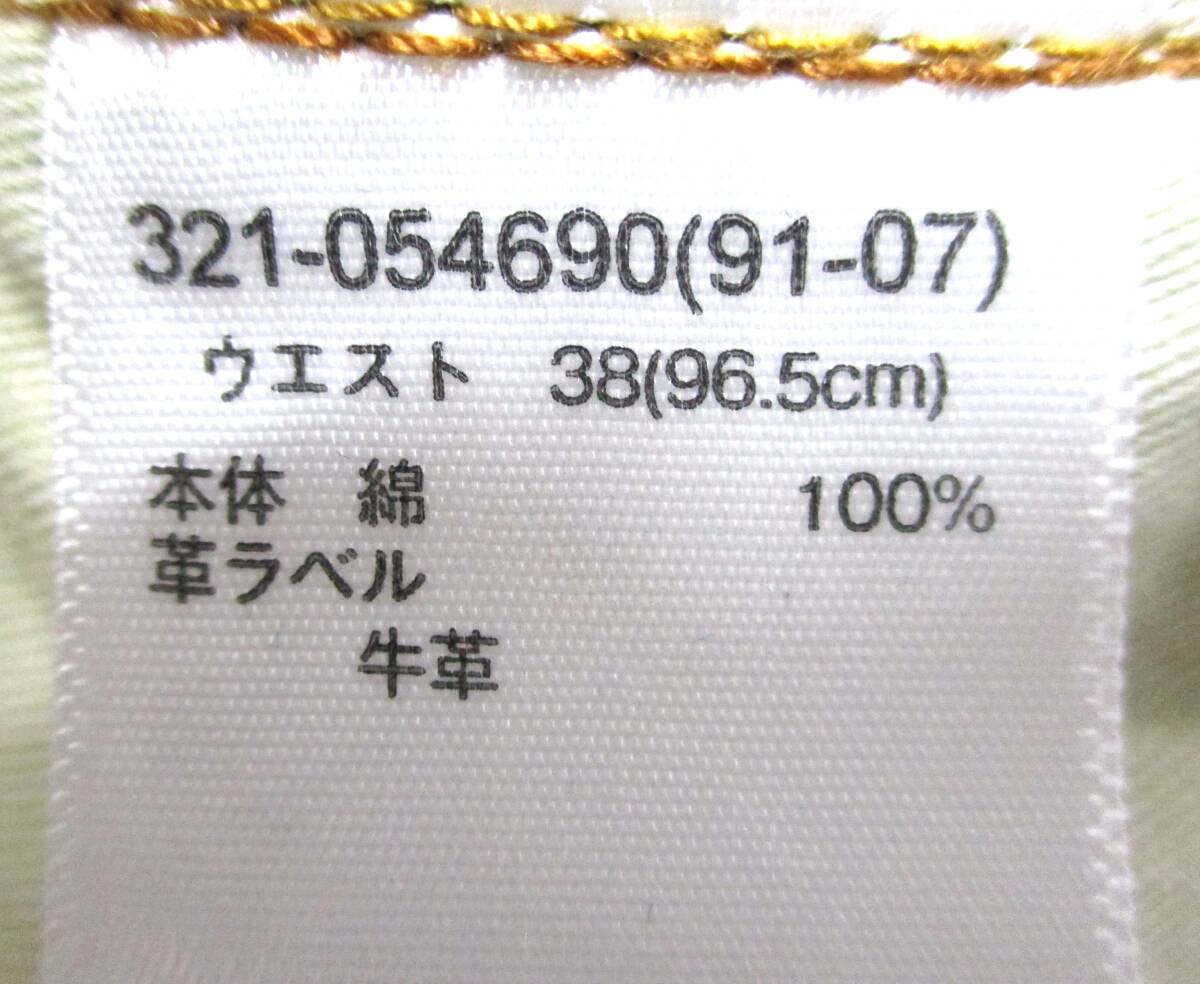 321-054690(91-07)
ウエスト 38(96.5cm)
本体 綿 100%
革ラベル
牛革